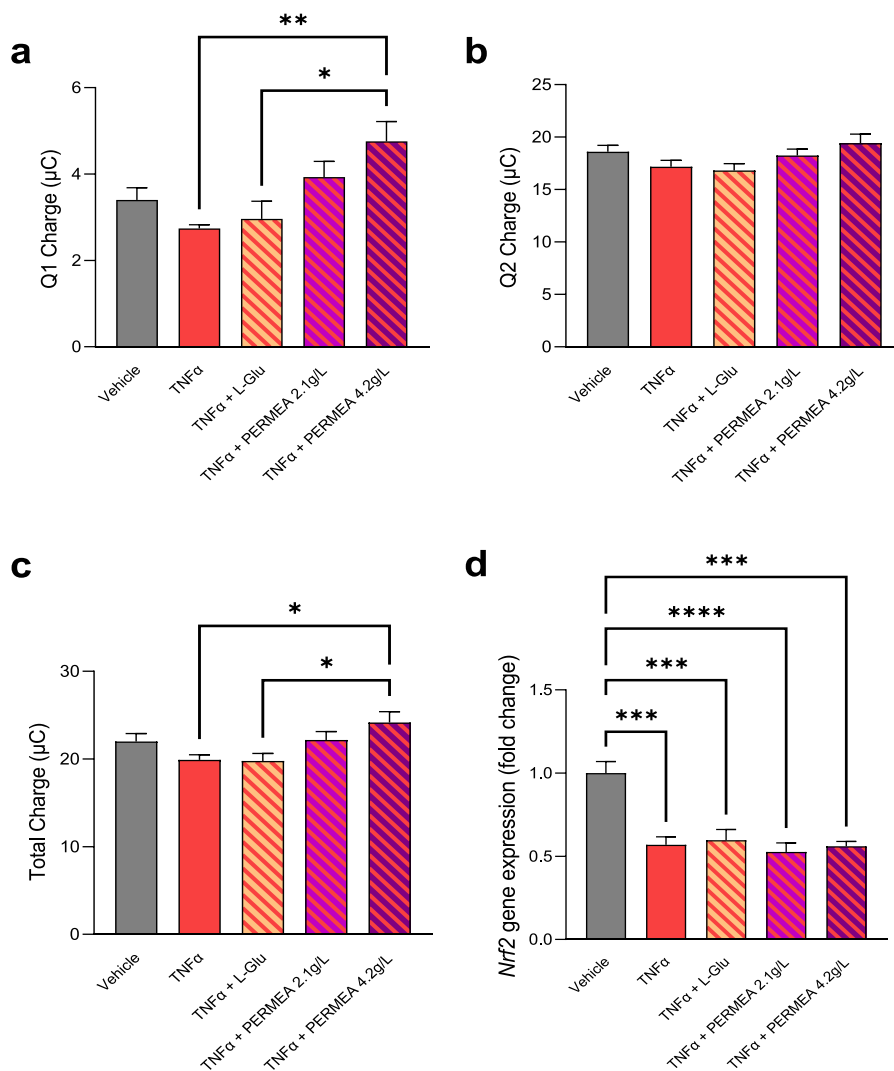 a
**
*
6
4
2
0
Q1 Charge (µC)
Vehicle
TNFα
TNFα + L-Glu
TNFα + PERMEA 2.1g/L
TNFα + PERMEA 4.2g/L
b
25
20
15
10
5
0
Q2 Charge (µC)
Vehicle
TNFα
TNFα + L-Glu
TNFα + PERMEA 2.1g/L
TNFα + PERMEA 4.2g/L
c
*
*
30
20
10
0
Total Charge (µC)
Vehicle
TNFα
TNFα + L-Glu
TNFα + PERMEA 2.1g/L
TNFα + PERMEA 4.2g/L
d
***
****
***
***
1.5
1.0
0.5
0.0
Nrf2 gene expression (fold change)
Vehicle
TNFα
TNFα + L-Glu
TNFα + PERMEA 2.1g/L
TNFα + PERMEA 4.2g/L